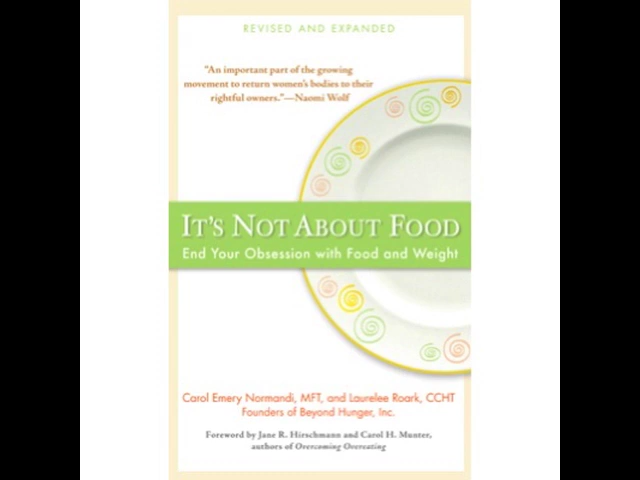 REVISED AND EXPANDED
"An important part of the growing
movement to return women's bodies to their
rightful owners."—Naomi Wolf
IT'S NOT ABOUT FOOD
End Your Obsession with Food and Weight
Carol Emery Normandi, MFT, and Laurelee Roark, CCHT
Founders of Beyond Hunger, Inc.
Foreword by Jane R. Hirschmann and Carol H. Munter,
authors of Overcoming Overeating